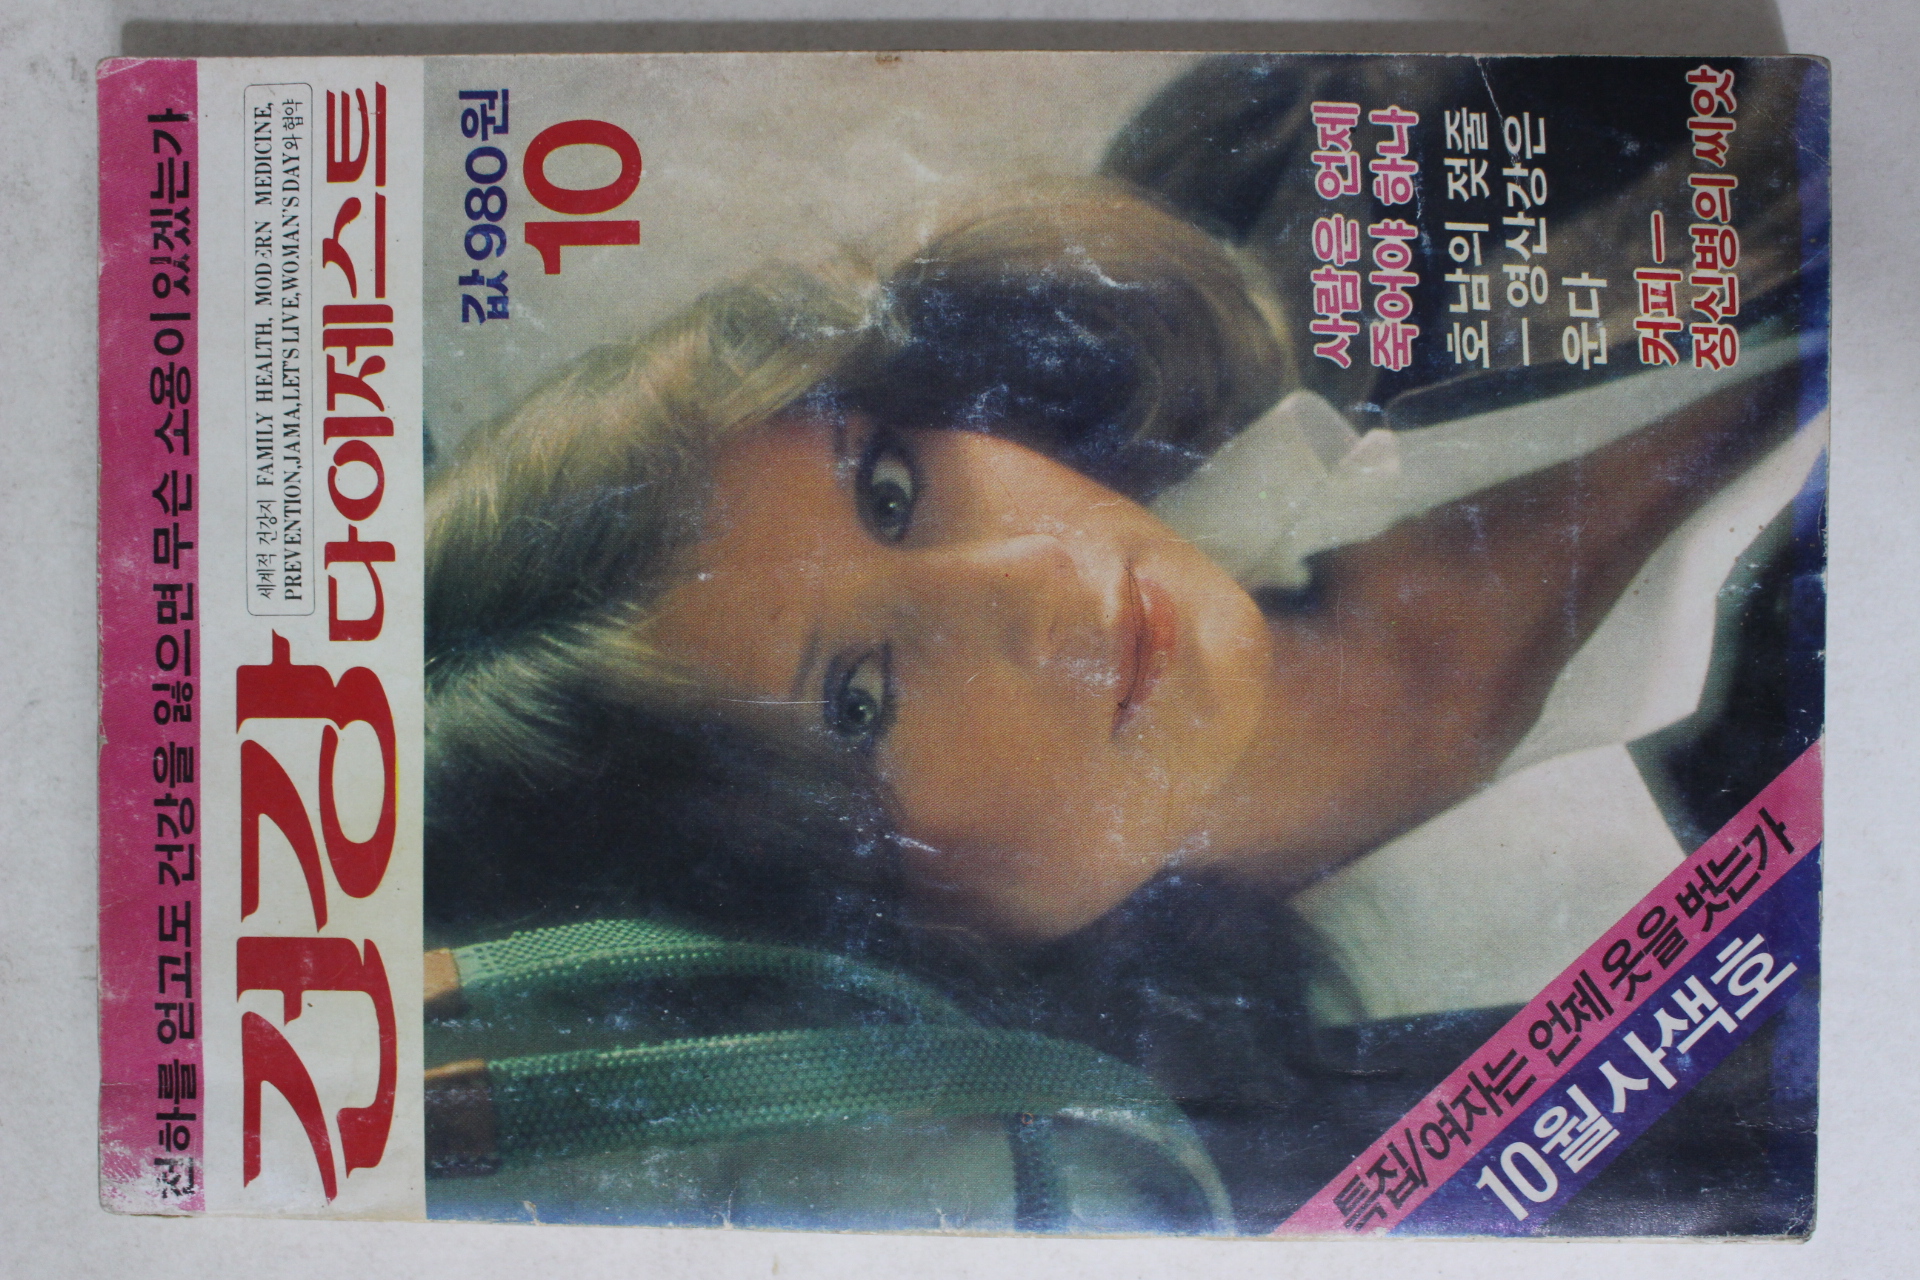 천하를 얻고도 건강을 잃으면 무슨 소용이 있겠는가
세계적 건강지 FAMILY HEALTH, MODERN MEDICINE,
PREVENTION,JAMA,LET'S LIVE,WOMAN'S DAY와 협약
건강 다이제스트
값 980원
10
사람은 언제
죽어야 하나
호남의 젖줄
—영산강은
운다
커피—
정신병의 씨앗
특집/여자는 언제 옷을 벗는가
10월 사색호